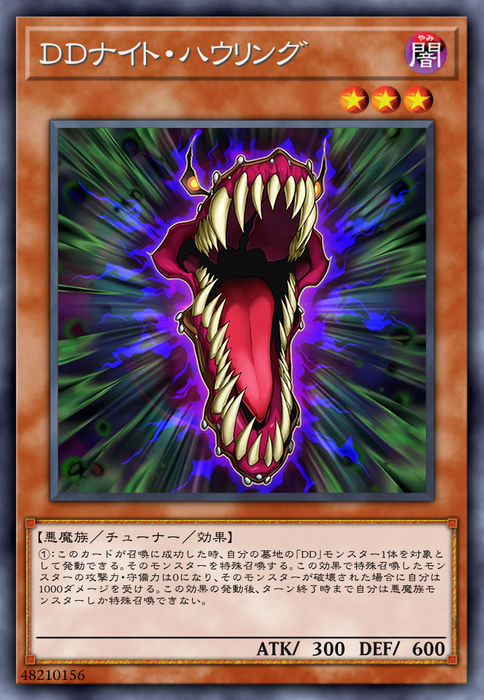 DDナイト・ハウリング
やみ
闇
【悪魔族／チューナー／効果】
①:このカードが召喚に成功した時、自分の墓地の「DD」モンスター1体を対象と
して発動できる。そのモンスターを特殊召喚する。この効果で特殊召喚したモン
スターの攻撃力・守備力は0になり、そのモンスターが破壊された場合に自分は
1000ダメージを受ける。この効果の発動後、ターン終了時まで自分は悪魔族モ
ンスターしか特殊召喚できない。
ATK/ 300 DEF/ 600
48210156